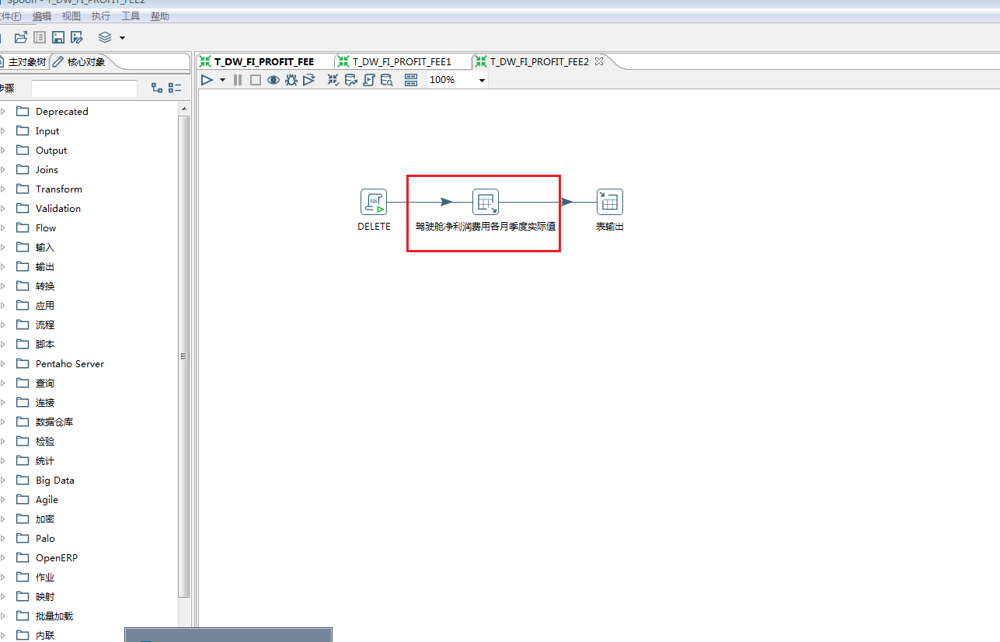 Spoon - T_DW_FI_PROFIT_FEE2
文件(F) 编辑 视图 执行 工具 帮助
主对象树 核心对象
T_DW_FI_PROFIT_FEE T_DW_FI_PROFIT_FEE1 T_DW_FI_PROFIT_FEE2
步骤
100%
Deprecated
Input
Output
Joins
Transform
Validation
Flow
输入
输出
转换
应用
流程
脚本
Pentaho Server
查询
连接
数据仓库
检验
统计
Big Data
Agile
加密
Palo
OpenERP
作业
映射
批量加载
内联
SQL
DELETE
驾驶舱净利润费用各月季度实际值
表输出